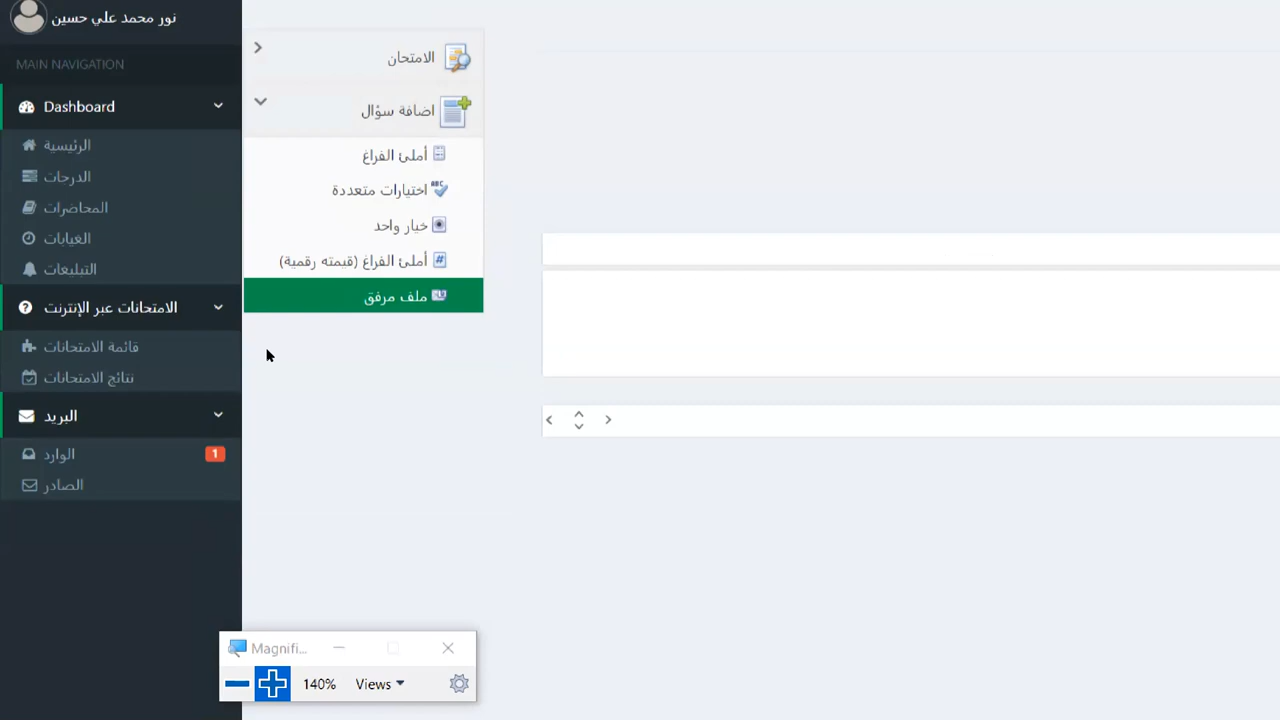 نور محمد علي حسين
MAIN NAVIGATION
Dashboard
الرئيسية
الدرجات
المحاضرات
الغيابات
التبليغات
الامتحانات عبر الإنترنت
قائمة الامتحانات
نتائج الامتحانات
البريد
الوارد
1
الصادر
الامتحان
اضافة سؤال
أملئ الفراغ
اختيارات متعددة
خيار واحد
أملئ الفراغ (قيمته رقمية)
ملف مرفق
Magnifi...
140%
Views